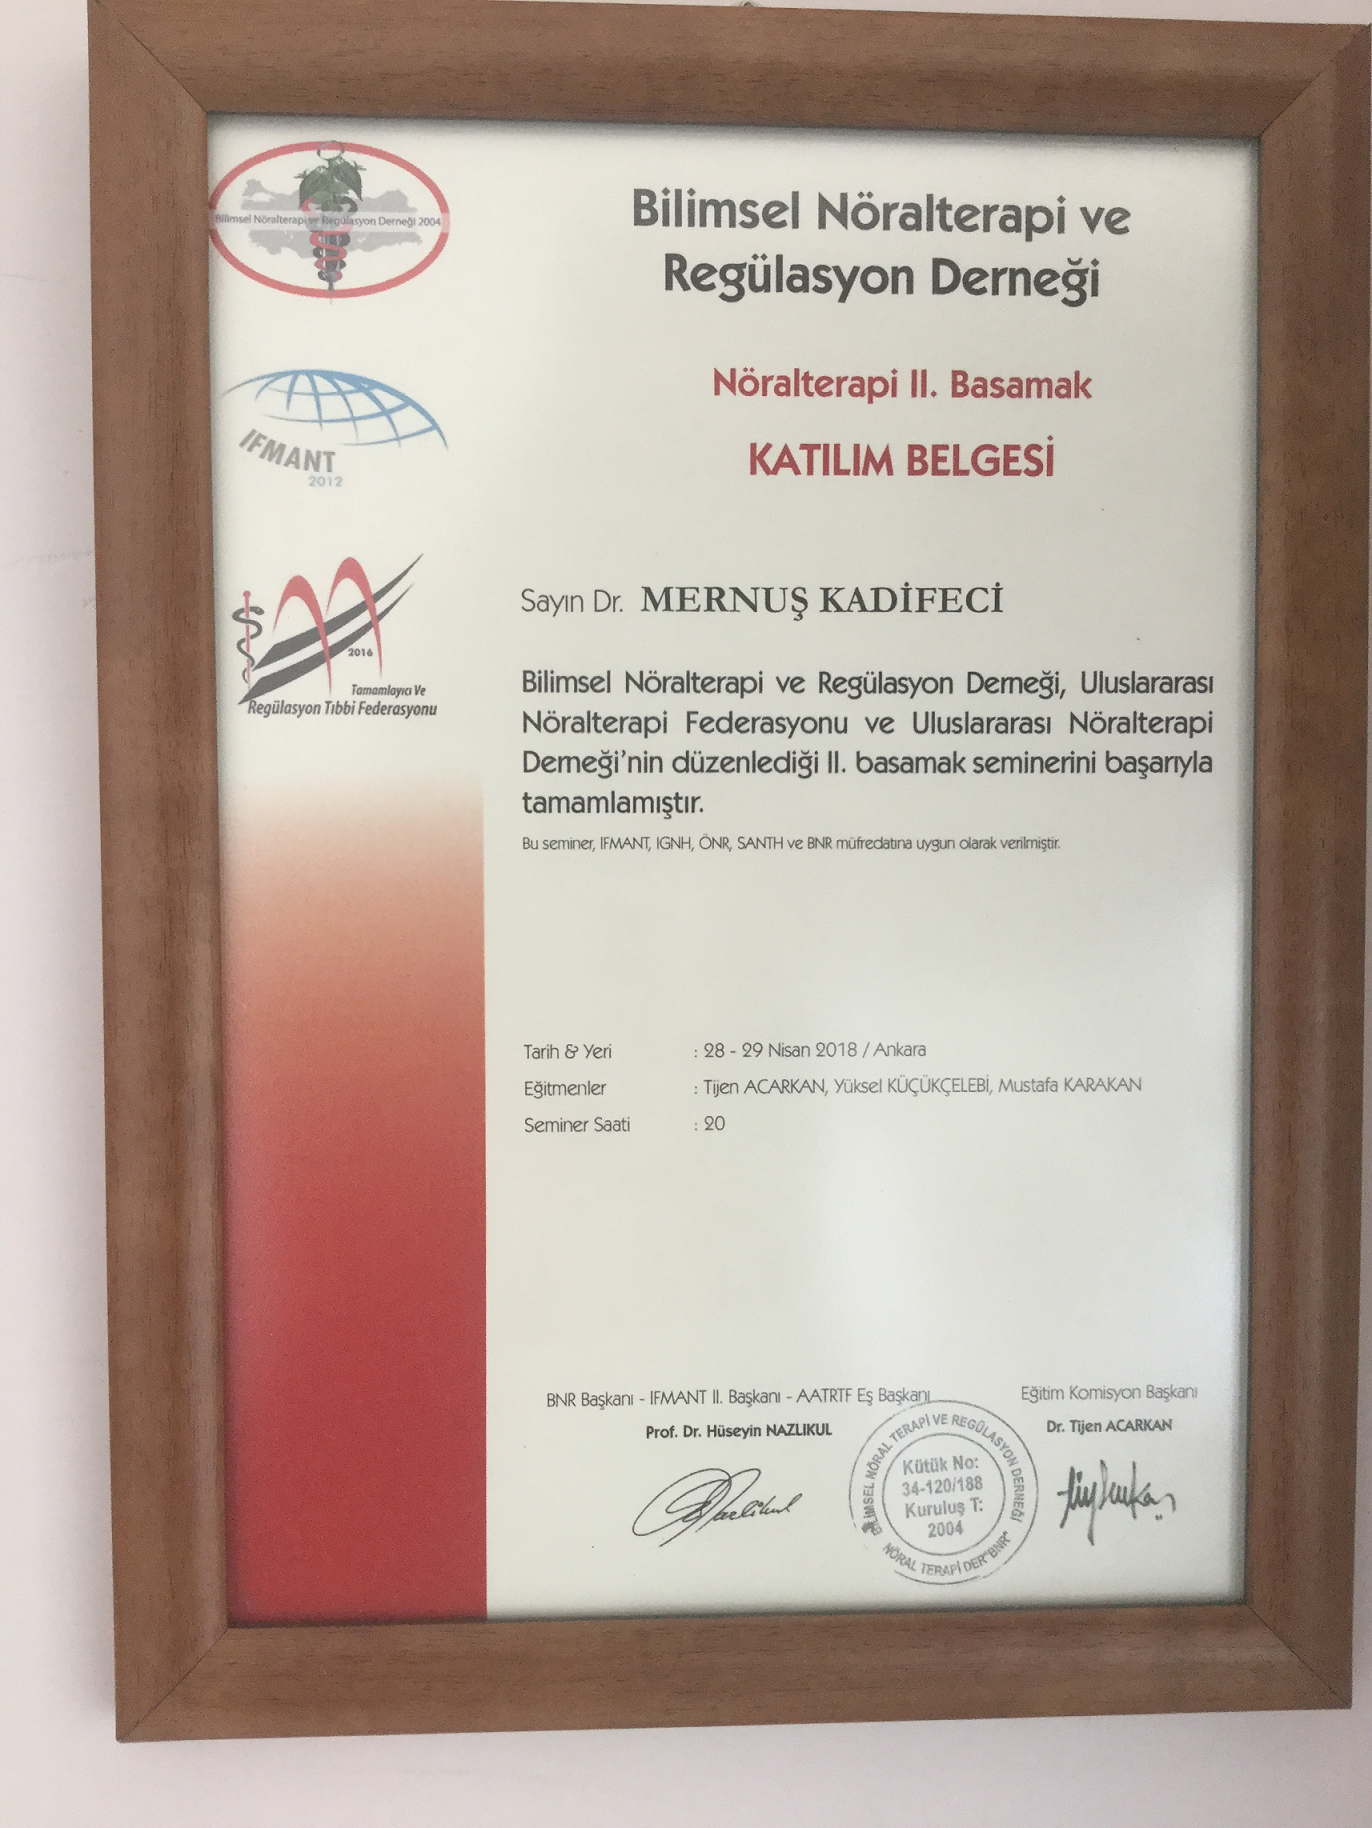 Bilimsel Nöralterapi ve Regülasyon Derneği 2004
IFMANT
2012
2016
Tamamlayıcı Ve
Regülasyon Tıbbi Federasyonu
Bilimsel Nöralterapi ve
Regülasyon Derneği
Nöralterapi II. Basamak
KATILIM BELGESİ
Sayın Dr. MERNUŞ KADİFECİ
Bilimsel Nöralterapi ve Regülasyon Derneği, Uluslararası
Nöralterapi Federasyonu ve Uluslararası Nöralterapi
Derneği'nin düzenlediği II. basamak seminerini başarıyla
tamamlamıştır.
Bu seminer, IFMANT, IGNH, ÖNR, SANTH ve BNR müfredatına uygun olarak verilmiştir.
Tarih & Yeri : 28 - 29 Nisan 2018 / Ankara
Eğitmenler : Tijen ACARKAN, Yüksel KÜÇÜKÇELEBİ, Mustafa KARAKAN
Seminer Saati : 20
BNR Başkanı - IFMANT II. Başkanı - AATRTF Eş Başkanı
Prof. Dr. Hüseyin NAZLIKUL
Eğitim Komisyon Başkanı
Dr. Tijen ACARKAN
BİLİMSEL NÖRAL TERAPİ VE REGÜLASYON DERNEĞİ
Kütük No:
34-120/188
Kuruluş T:
2004
NÖRAL TERAPİ DER"BNR"